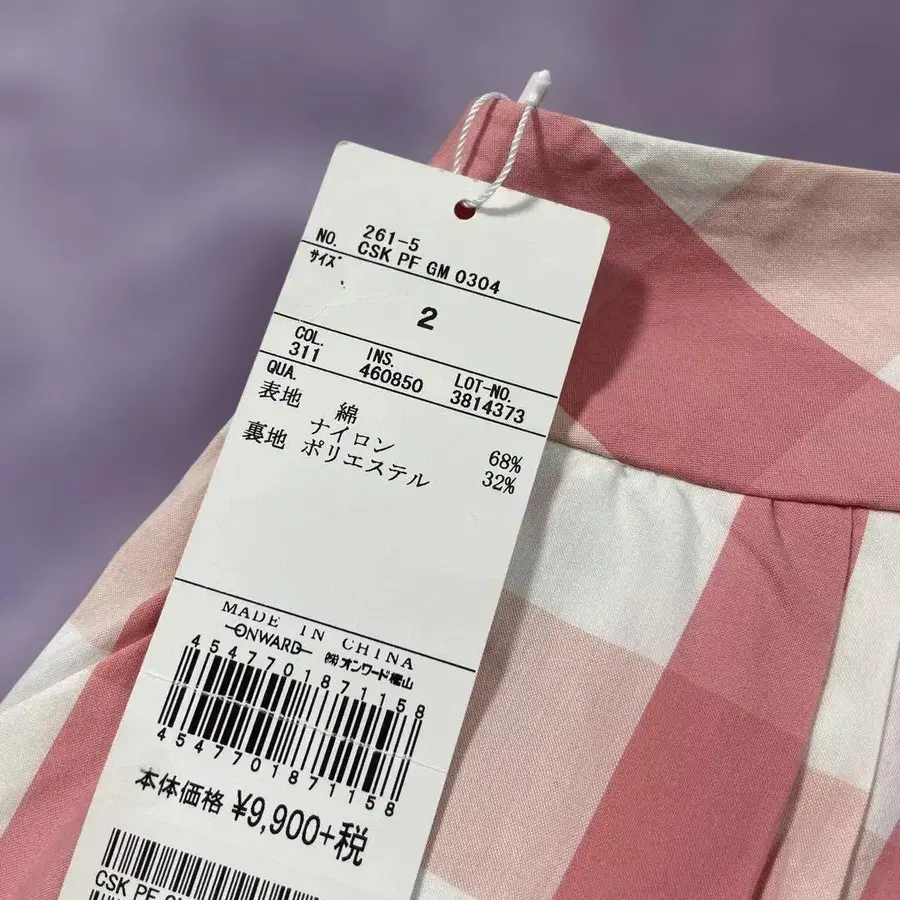 261-5
NO. CSK PF GM 0304
サイズ
2
COL. INS. LOT-NO.
311 460850 3814373
QUA.
表地 綿 68%
ナイロン 32%
裏地 ポリエステル
MADE IN CHINA
ONWARD ㈱オンワード樫山
4547701871158
4547701871158
本体価格 ¥9,900+税
CSK PF